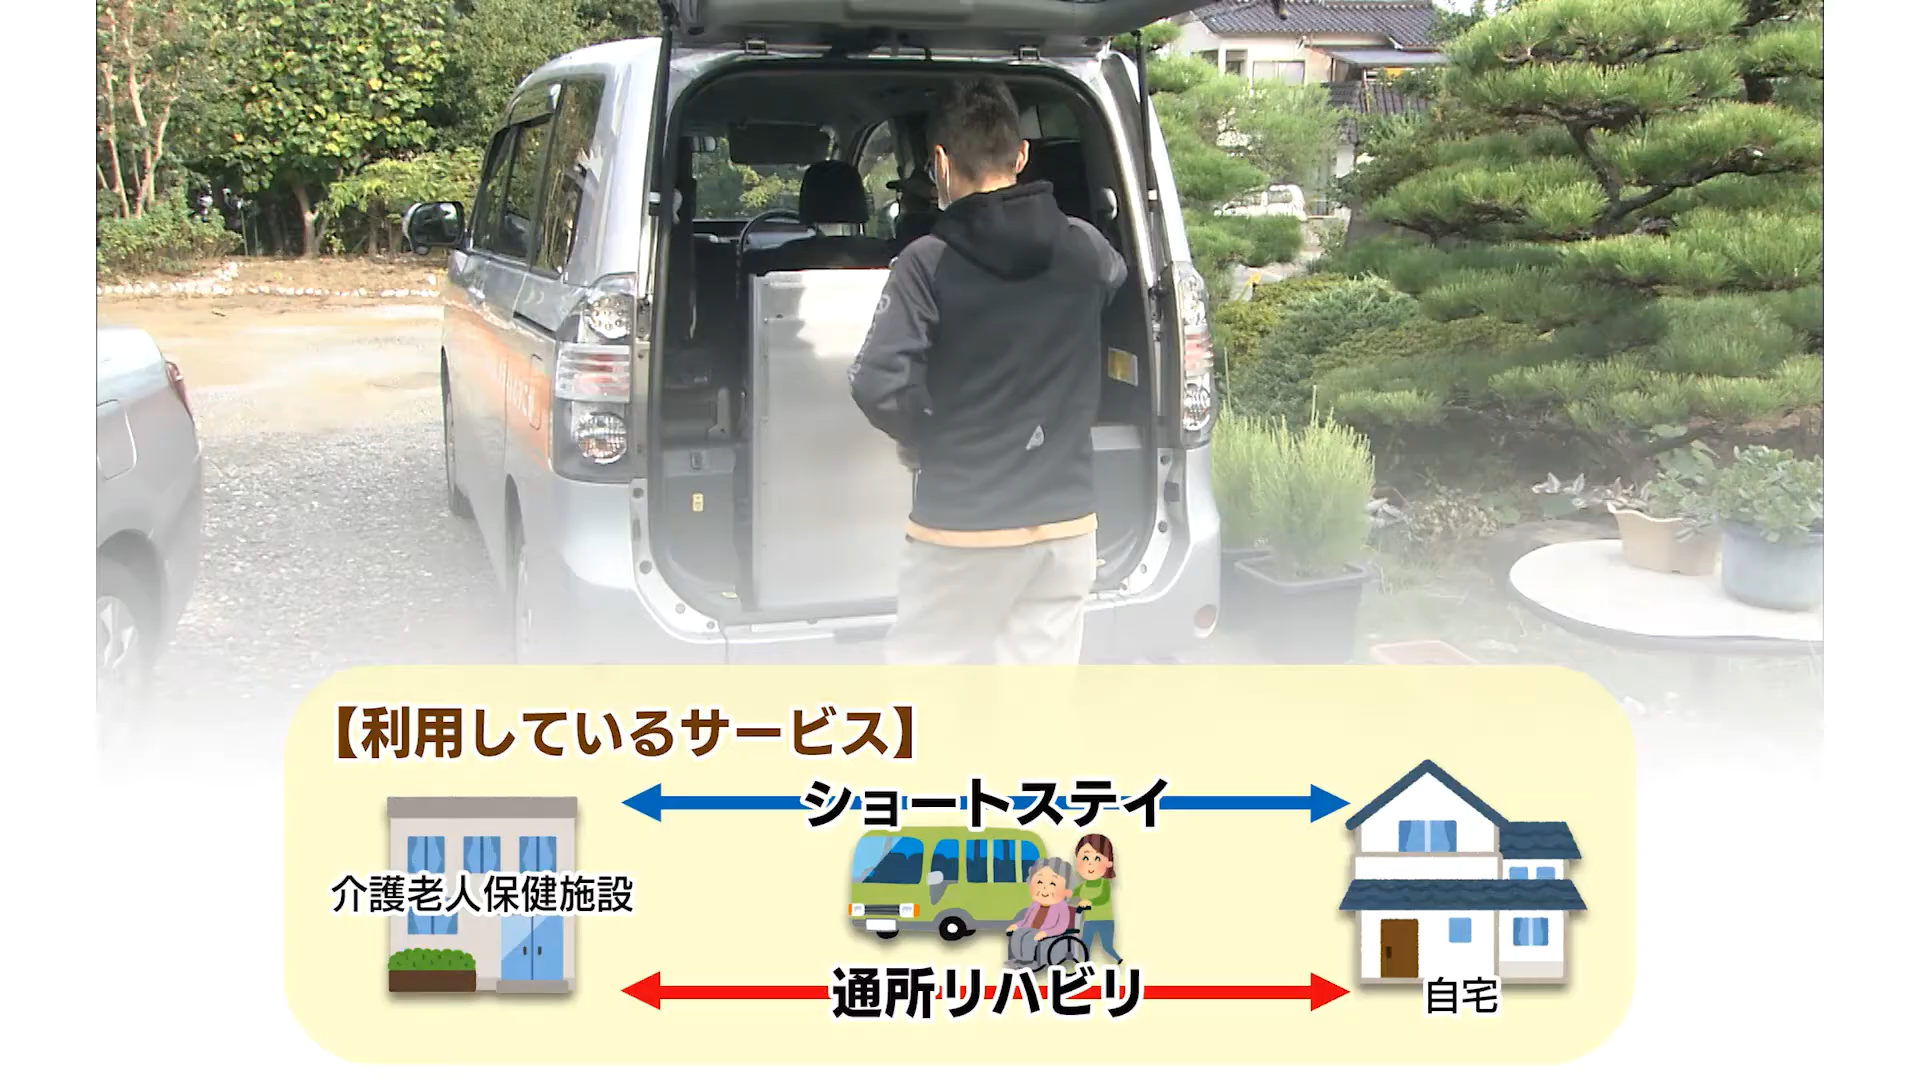 【利用しているサービス】
ショートステイ
介護老人保健施設
通所リハビリ
自宅